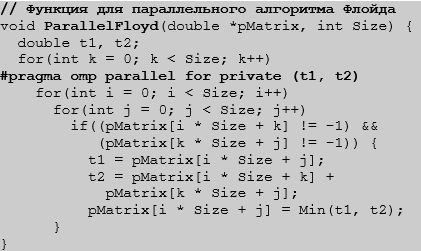 // Функция для параллельного алгоритма Флойда
void ParallelFloyd(double *pMatrix, int Size) {
  double t1, t2;
  for(int k = 0; k < Size; k++)
#pragma omp parallel for private (t1, t2)
    for(int i = 0; i < Size; i++)
      for(int j = 0; j < Size; j++)
        if((pMatrix[i * Size + k] != -1) &&
           (pMatrix[k * Size + j] != -1)) {
          t1 = pMatrix[i * Size + j];
          t2 = pMatrix[i * Size + k] +
            pMatrix[k * Size + j];
          pMatrix[i * Size + j] = Min(t1, t2);
      }
}